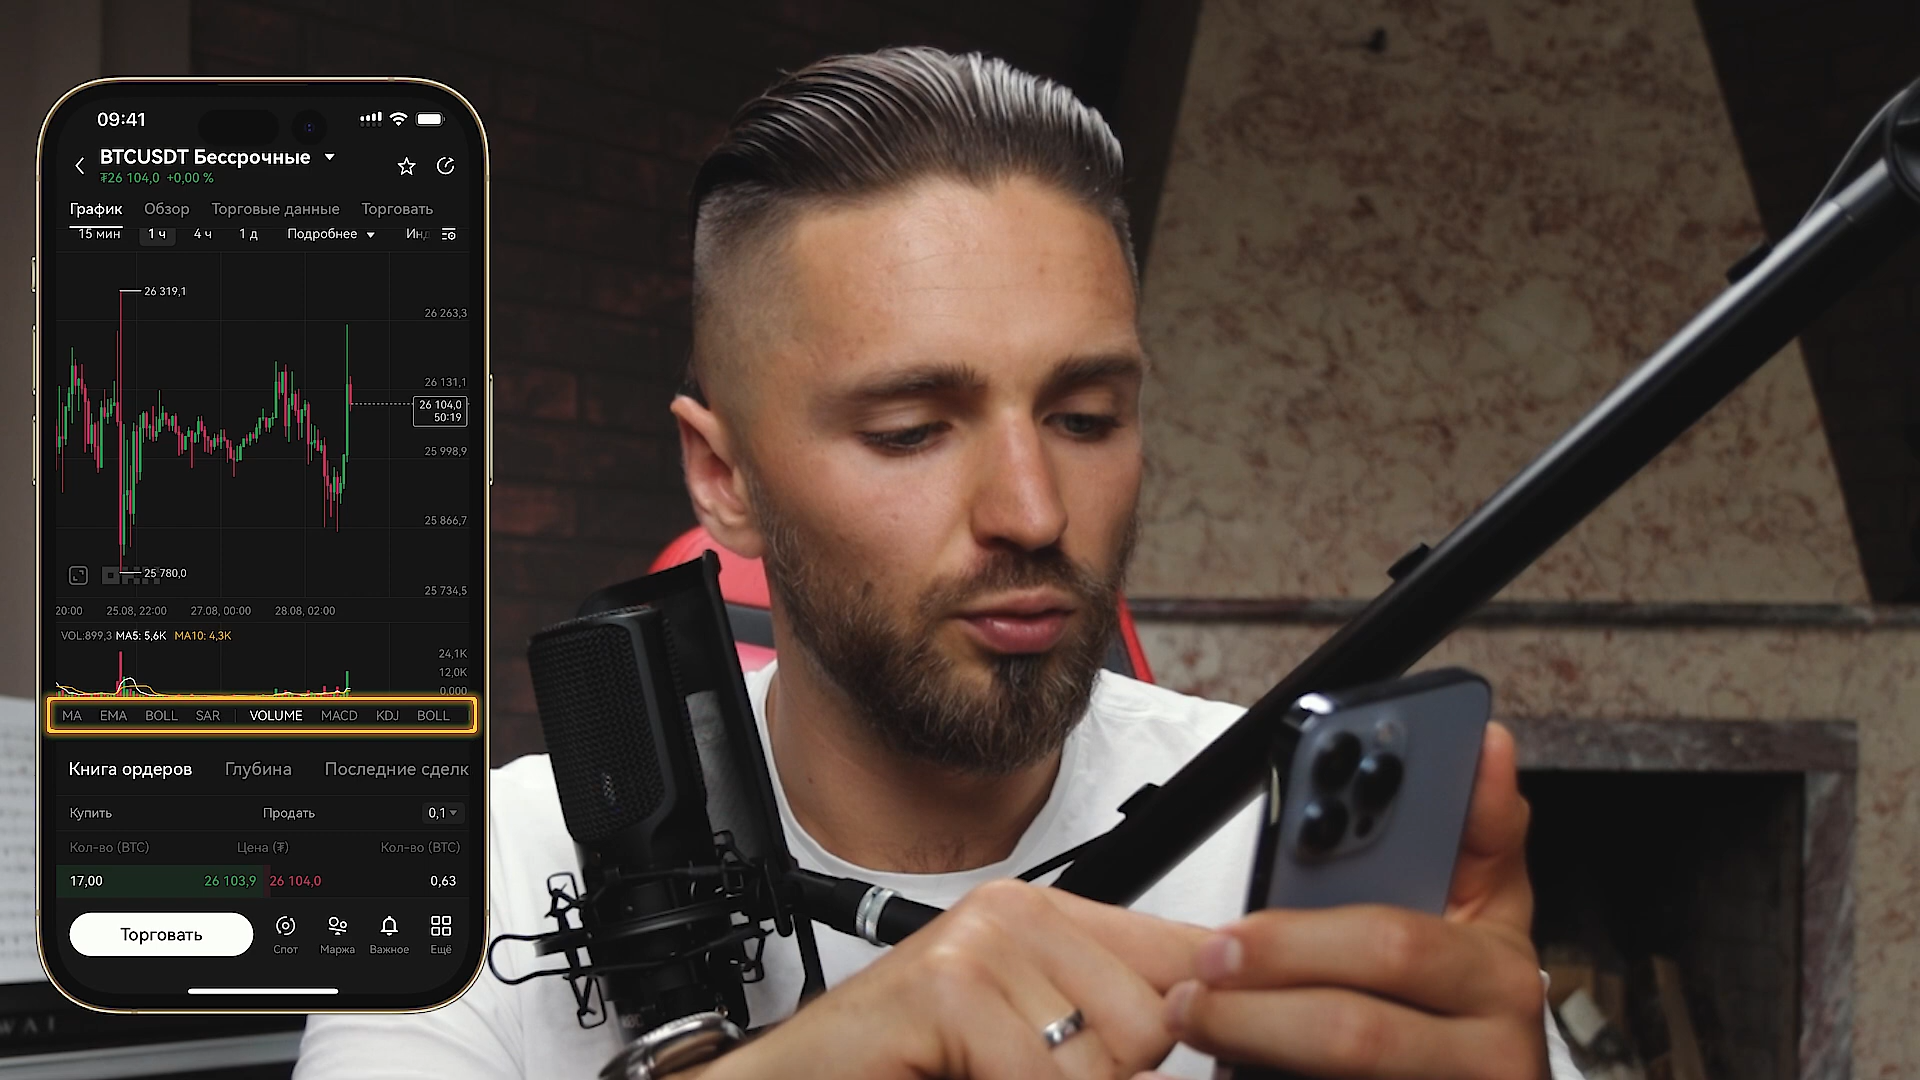 09:41
BTCUSDT Бессрочные
₮26 104,0 +0,00 %
График Обзор Торговые данные Торговать
15 мин 1 ч 4 ч 1 д Подробнее Инд
26 319,1
26 263,3
26 131,1
26 104,0
50:19
25 998,9
25 866,7
25 780,0
25 734,5
20:00 25.08, 22:00 27.08, 00:00 28.08, 02:00
VOL:899,3 MA5: 5,6K MA10: 4,3K
24,1K
12,0K
0,000
MA EMA BOLL SAR VOLUME MACD KDJ BOLL
Книга ордеров Глубина Последние сделк
Купить Продать 0,1
Кол-во (BTC) Цена (₮) Кол-во (BTC)
17,00 26 103,9 26 104,0 0,63
Торговать
Спот Маржа Важное Ещё